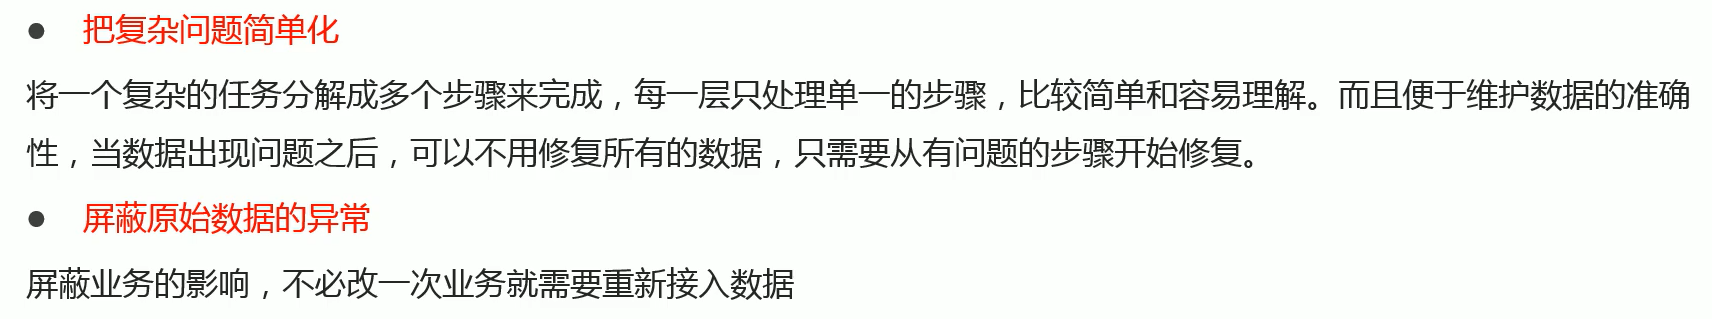 ● 把复杂问题简单化
将一个复杂的任务分解成多个步骤来完成，每一层只处理单一的步骤，比较简单和容易理解。而且便于维护数据的准确
性，当数据出现问题之后，可以不用修复所有的数据，只需要从有问题的步骤开始修复。
● 屏蔽原始数据的异常
屏蔽业务的影响，不必改一次业务就需要重新接入数据